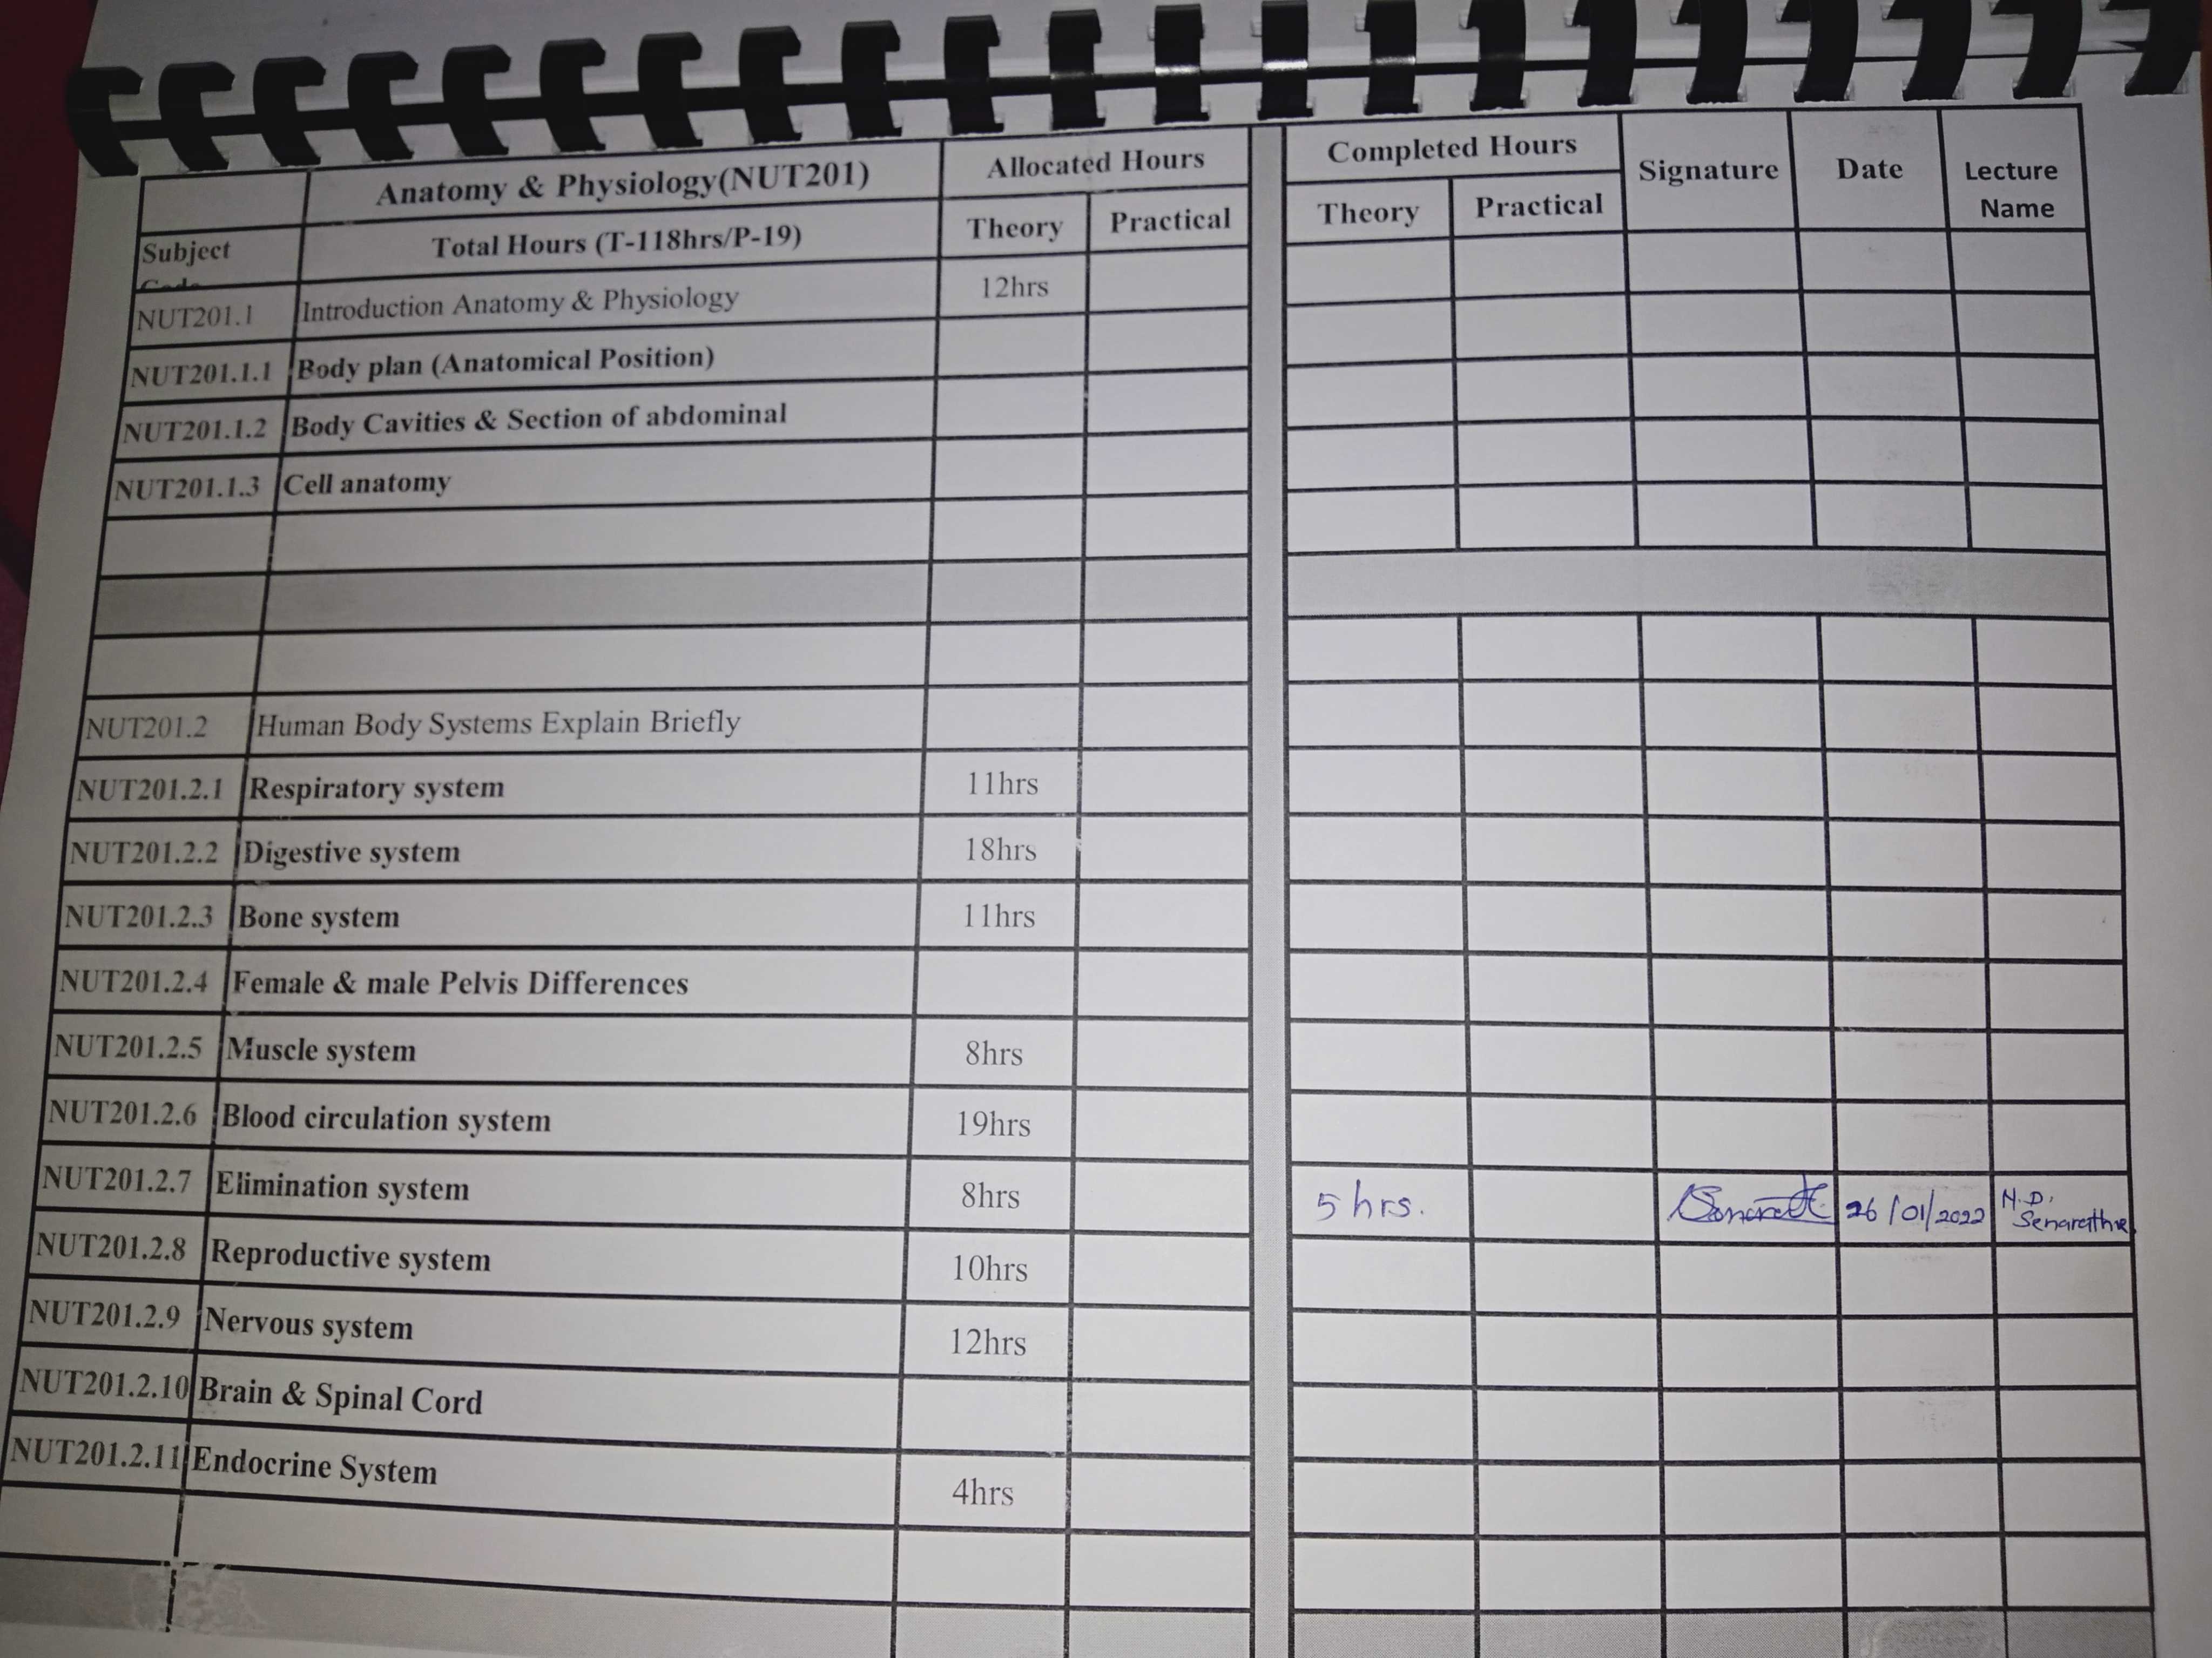 Anatomy & Physiology(NUT201) Allocated Hours Completed Hours Signature Date Lecture Name
Subject Total Hours (T-118hrs/P-19) Theory Practical Theory Practical
NUT201.1 Introduction Anatomy & Physiology 12hrs
NUT201.1.1 Body plan (Anatomical Position)
NUT201.1.2 Body Cavities & Section of abdominal
NUT201.1.3 Cell anatomy
NUT201.2 Human Body Systems Explain Briefly
NUT201.2.1 Respiratory system 11hrs
NUT201.2.2 Digestive system 18hrs
NUT201.2.3 Bone system 11hrs
NUT201.2.4 Female & male Pelvis Differences
NUT201.2.5 Muscle system 8hrs
NUT201.2.6 Blood circulation system 19hrs
NUT201.2.7 Elimination system 8hrs 5 hrs. 26/01/2022 N.D. Senarathne
NUT201.2.8 Reproductive system 10hrs
NUT201.2.9 Nervous system 12hrs
NUT201.2.10 Brain & Spinal Cord
NUT201.2.11 Endocrine System 4hrs